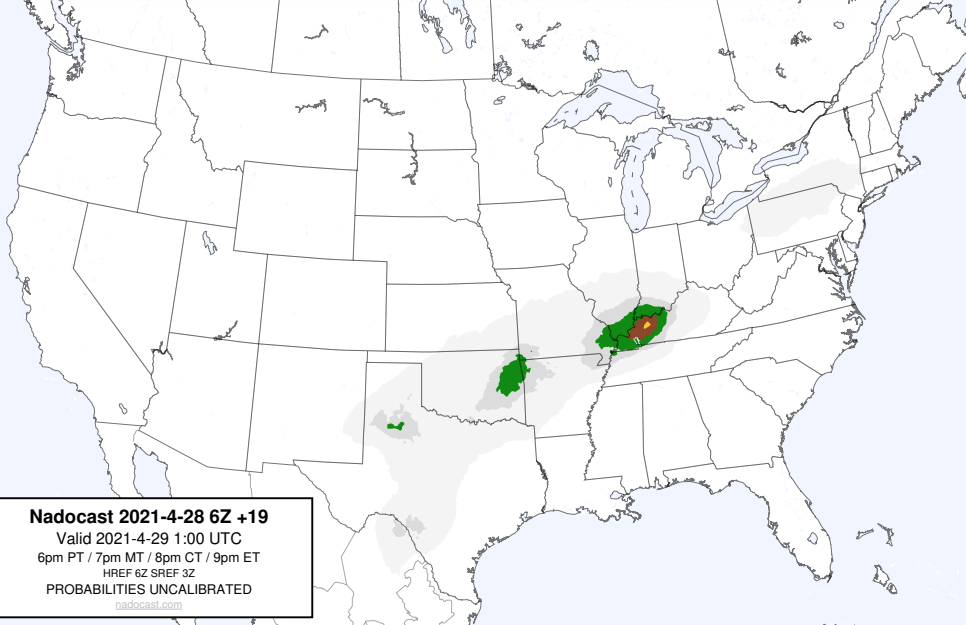 Nadocast 2021-4-28 6Z +19
Valid 2021-4-29 1:00 UTC
6pm PT / 7pm MT / 8pm CT / 9pm ET
HREF 6Z SREF 3Z
PROBABILITIES UNCALIBRATED
nadocast.com